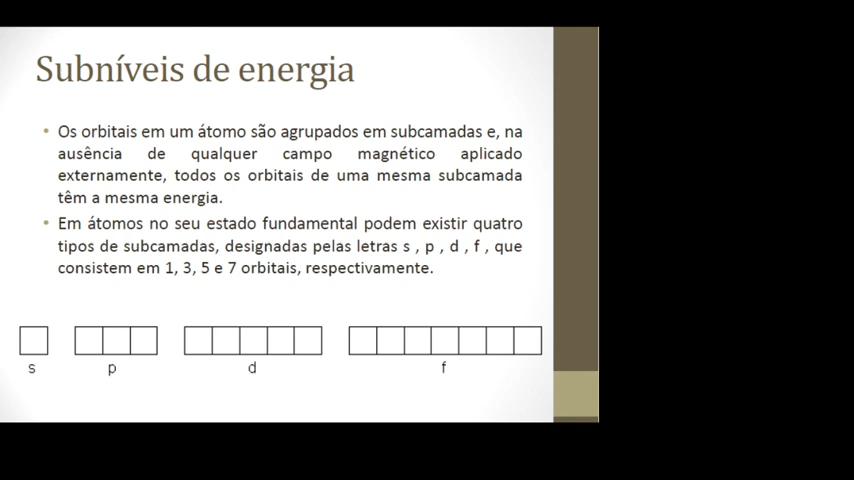 Subníveis de energia
• Os orbitais em um átomo são agrupados em subcamadas e, na
ausência de qualquer campo magnético aplicado
externamente, todos os orbitais de uma mesma subcamada
têm a mesma energia.
• Em átomos no seu estado fundamental podem existir quatro
tipos de subcamadas, designadas pelas letras s , p , d , f , que
consistem em 1, 3, 5 e 7 orbitais, respectivamente.
s p d f